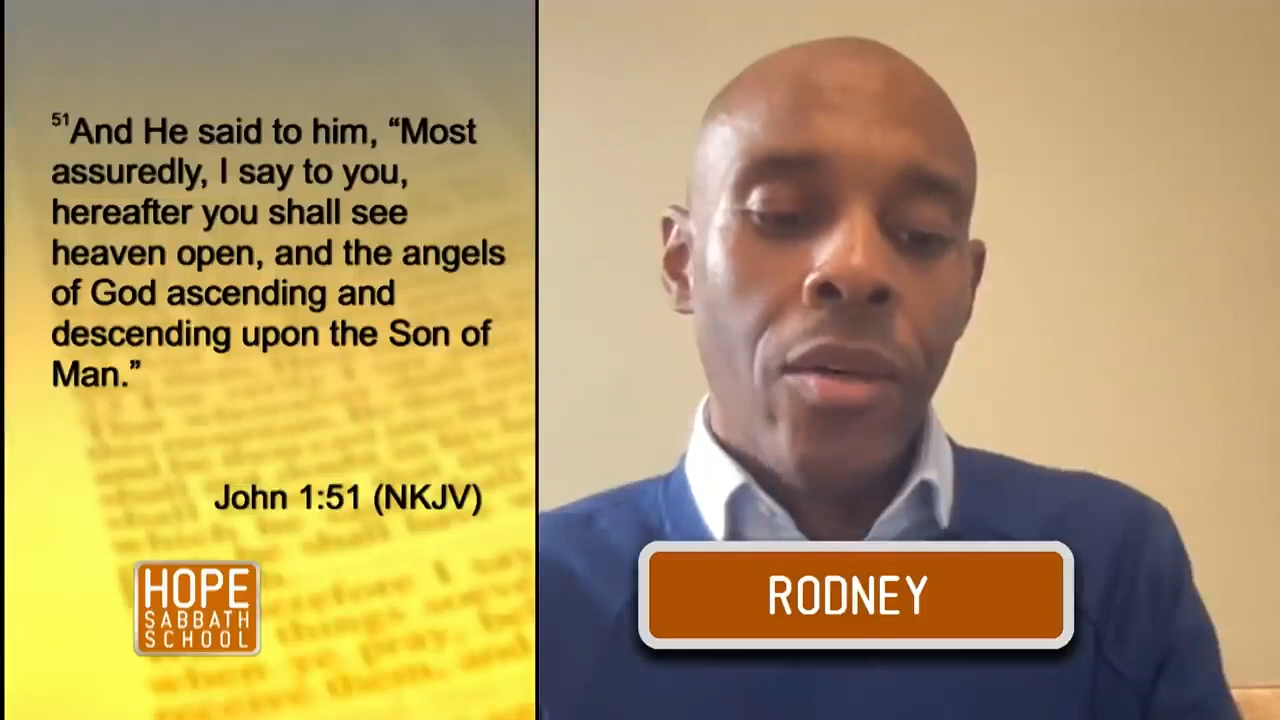 51And He said to him, “Most
assuredly, I say to you,
hereafter you shall see
heaven open, and the angels
of God ascending and
descending upon the Son of
Man.”
John 1:51 (NKJV)
HOPE
SABBATH
SCHOOL
RODNEY